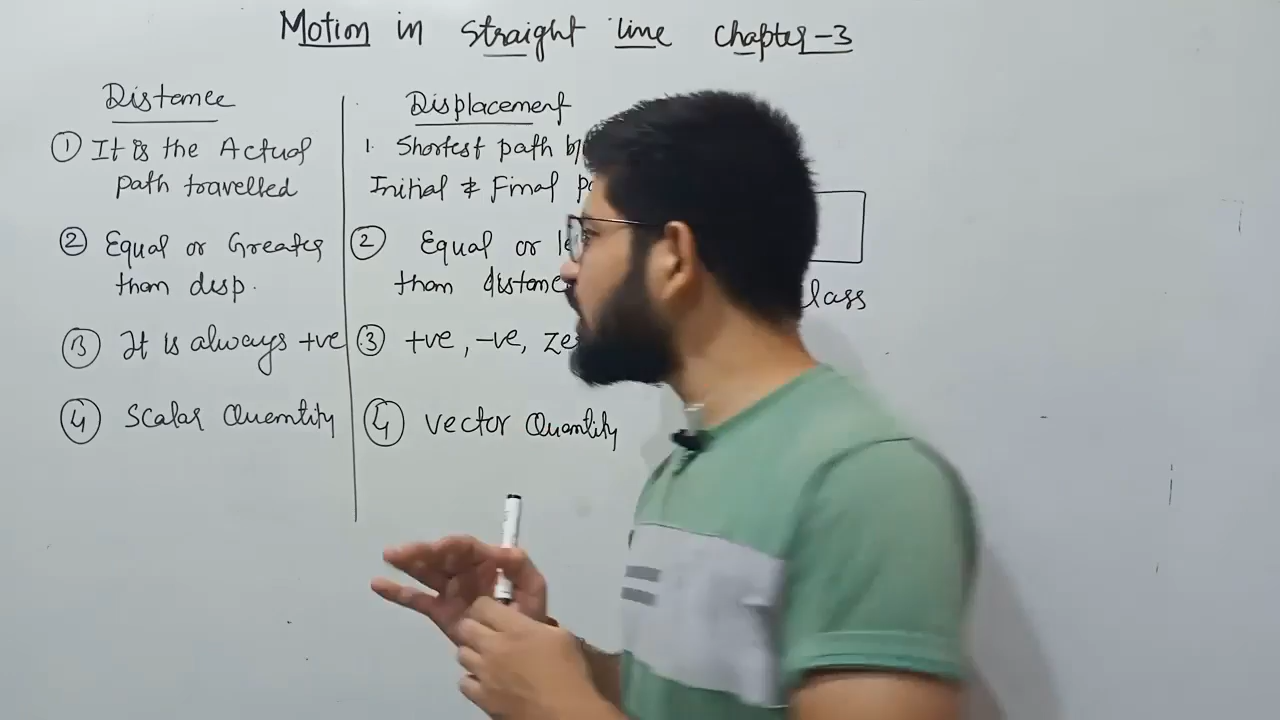 Motion in straight line chapter-3
Distance
① It is the Actual
path travelled
② Equal or Greater
than disp.
③ It is always +ve
④ Scalar Quantity
Displacement
1. Shortest path
Initial & Final
② Equal or
than distance
③ +ve, -ve,
④ vector Quantity